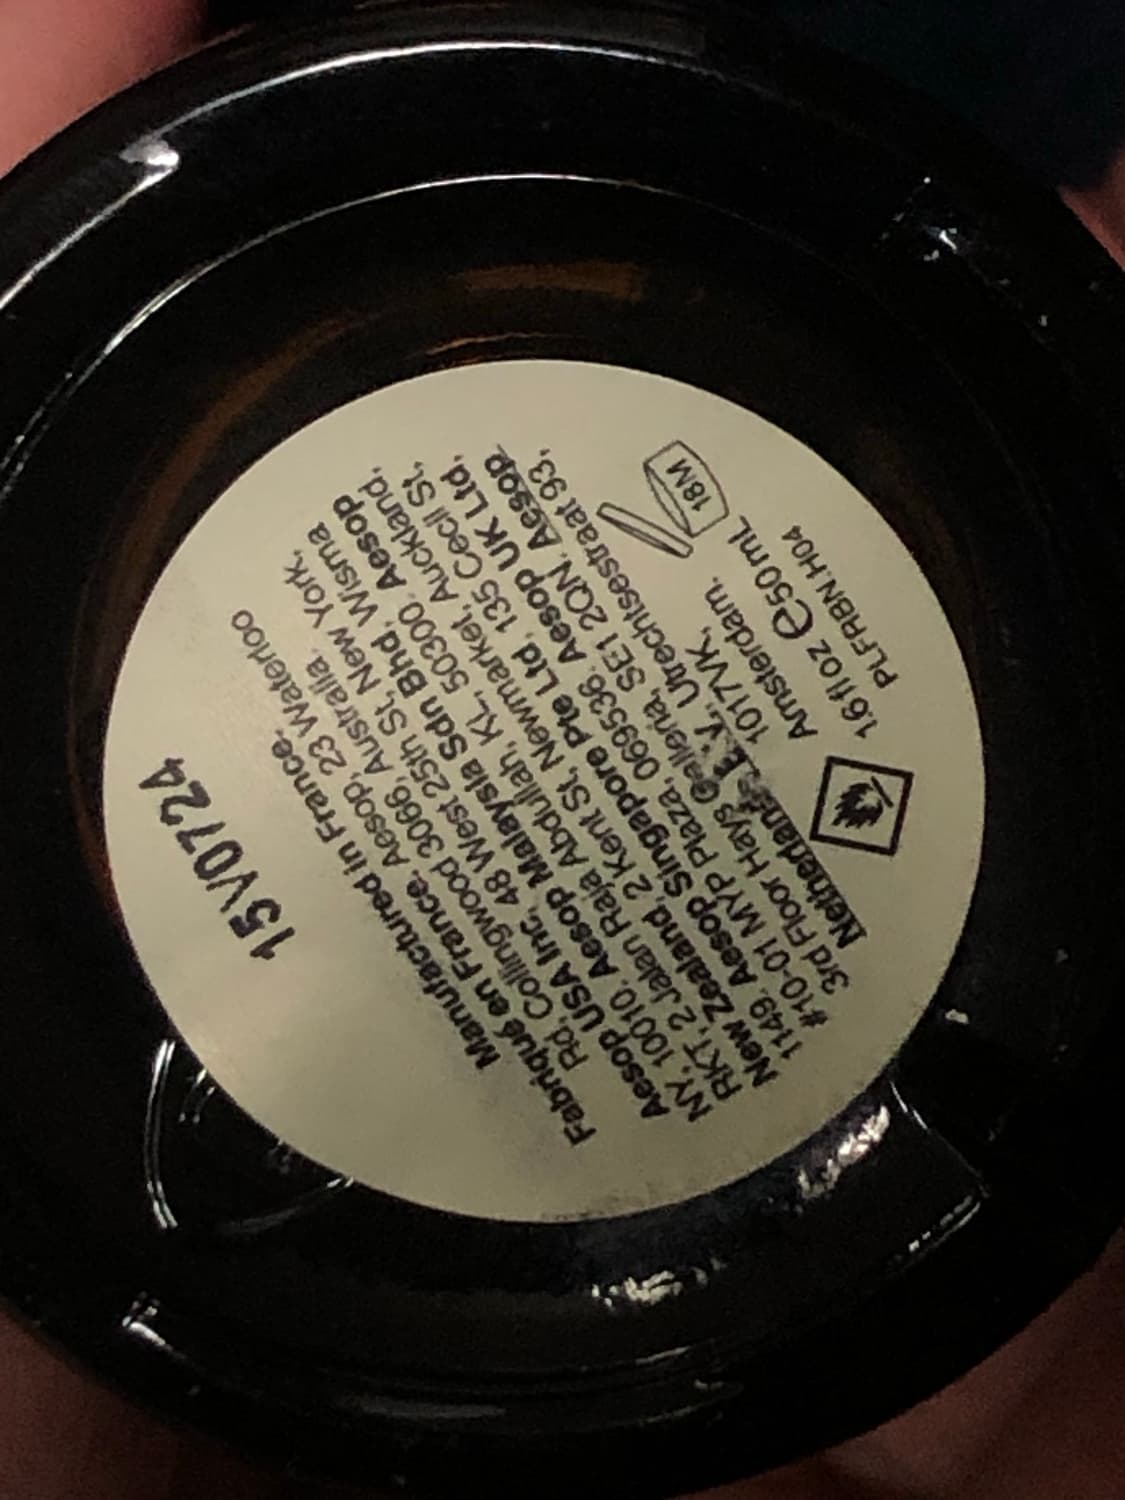 15V0724
Manufactured in France.
Fabriqué en France. Aesop, 23 Waterloo
Rd, Collingwood 3066, Australia.
Aesop USA Inc, 48 West 25th St, New York,
NY, 10010. Aesop Malaysia Sdn Bhd, Wisma
RKT, 2 Jalan Raja Abdullah, KL, 50300. Aesop
New Zealand, 2 Kent St, Newmarket, Auckland,
1149. Aesop Singapore Pte Ltd, 135 Cecil St,
#10-01 MYP Plaza, 069536. Aesop UK Ltd,
3rd Floor Hays Galleria, SE1 2QN. Aesop
Netherlands B.V., Utrechtsestraat 93,
1017VK,
Amsterdam.
18M
1.6 fl oz e 50 mL
PLFRBN.H04